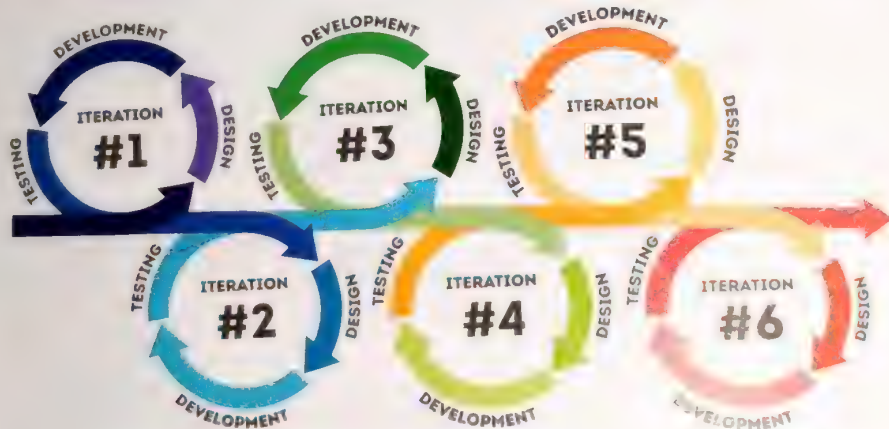 DEVELOPMENT
TESTING
ITERATION
#1
DESIGN
DEVELOPMENT
TESTING
ITERATION
#3
DESIGN
DEVELOPMENT
TESTING
ITERATION
#5
DESIGN
TESTING
ITERATION
#2
DESIGN
DEVELOPMENT
TESTING
ITERATION
#4
DESIGN
DEVELOPMENT
TESTING
ITERATION
#6
DESIGN
DEVELOPMENT